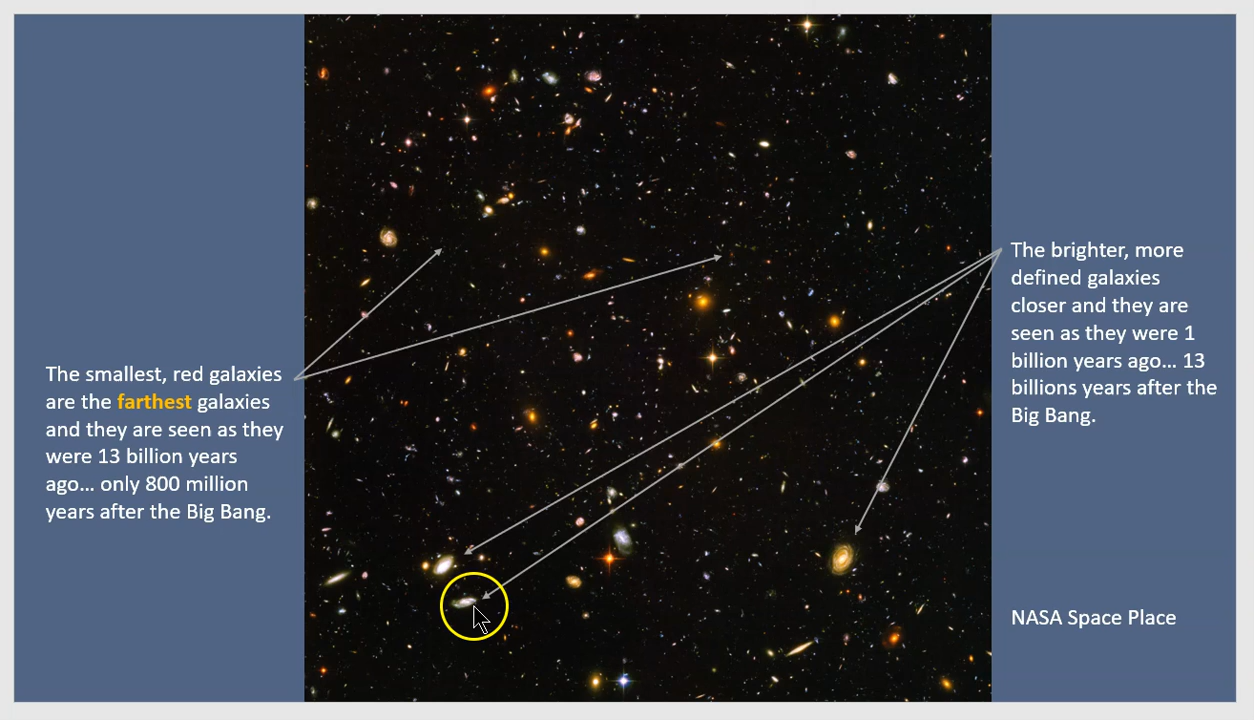 The smallest, red galaxies
are the farthest galaxies
and they are seen as they
were 13 billion years
ago... only 800 million
years after the Big Bang.
The brighter, more
defined galaxies
closer and they are
seen as they were 1
billion years ago... 13
billions years after the
Big Bang.
NASA Space Place